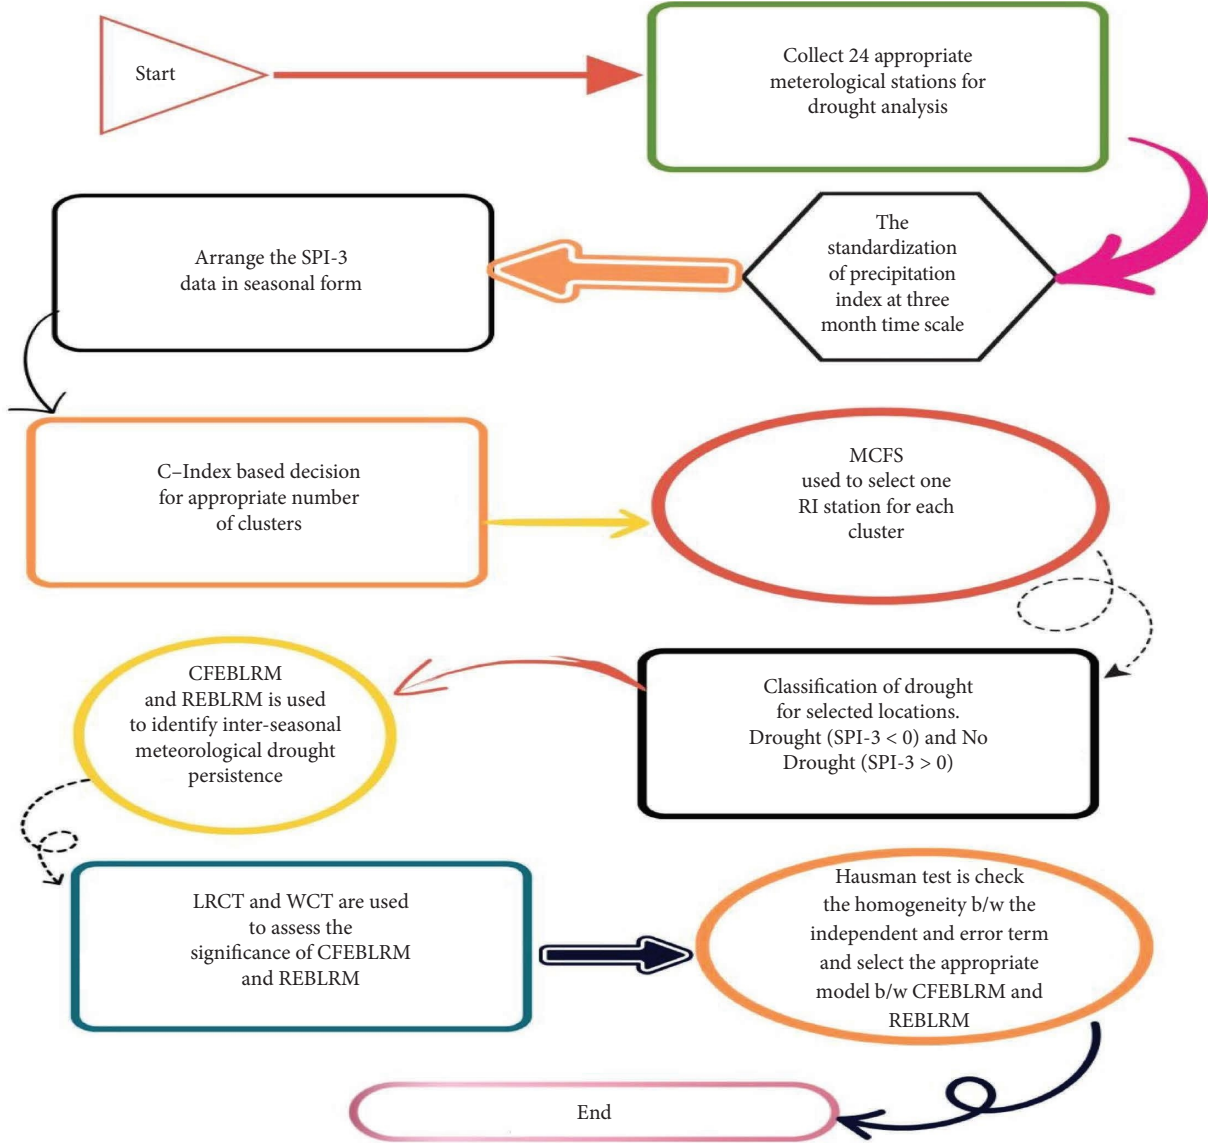 Start
Collect 24 appropriate
meterological stations for
drought analysis
The
standardization
of precipitation
index at three
month time scale
Arrange the SPI-3
data in seasonal form
C–Index based decision
for appropriate number
of clusters
MCFS
used to select one
RI station for each
cluster
Classification of drought
for selected locations.
Drought (SPI-3 < 0) and No
Drought (SPI-3 > 0)
CFEBLRM
and REBLRM is used
to identify inter-seasonal
meteorological drought
persistence
LRCT and WCT are used
to assess the
significance of CFEBLRM
and REBLRM
Hausman test is check
the homogeneity b/w the
independent and error term
and select the appropriate
model b/w CFEBLRM and
REBLRM
End